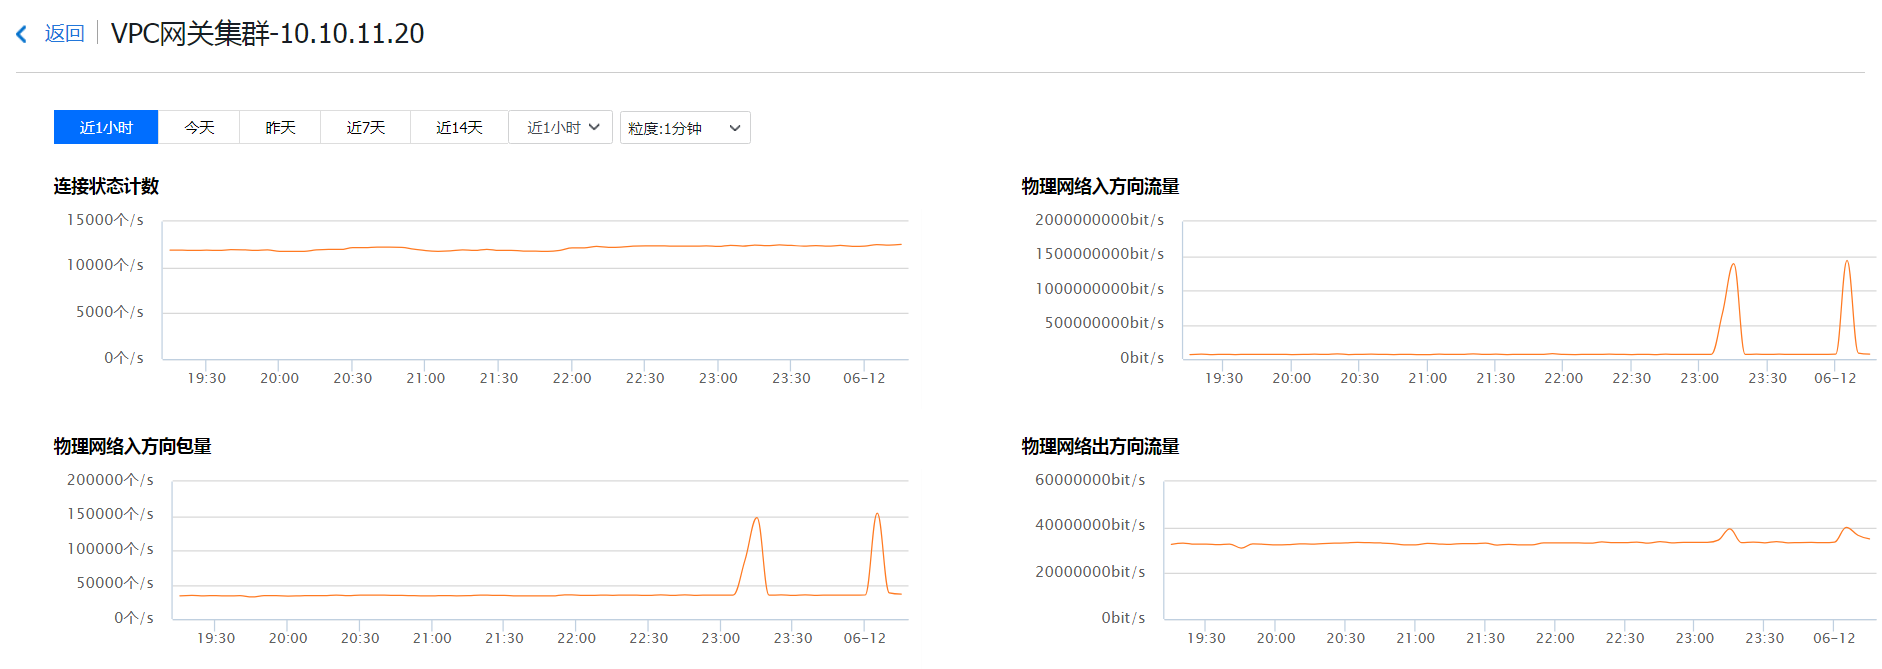 返回 VPC网关集群-10.10.11.20
近1小时 今天 昨天 近7天 近14天 近1小时 粒度:1分钟
连接状态计数
15000个/s
10000个/s
5000个/s
0个/s
19:30 20:00 20:30 21:00 21:30 22:00 22:30 23:00 23:30 06-12
物理网络入方向流量
2000000000bit/s
1500000000bit/s
1000000000bit/s
500000000bit/s
0bit/s
19:30 20:00 20:30 21:00 21:30 22:00 22:30 23:00 23:30 06-12
物理网络入方向包量
200000个/s
150000个/s
100000个/s
50000个/s
0个/s
19:30 20:00 20:30 21:00 21:30 22:00 22:30 23:00 23:30 06-12
物理网络出方向流量
60000000bit/s
40000000bit/s
20000000bit/s
0bit/s
19:30 20:00 20:30 21:00 21:30 22:00 22:30 23:00 23:30 06-12